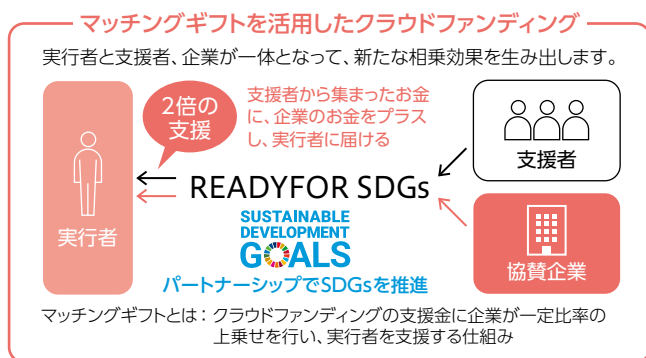 マッチングギフトを活用したクラウドファンディング
実行者と支援者、企業が一体となって、新たな相乗効果を生み出します。
2倍の
支援
支援者から集まったお金
に、企業のお金をプラス
し、実行者に届ける
支援者
実行者
READYFOR SDGs
SUSTAINABLE
DEVELOPMENT
GOALS
パートナーシップでSDGsを推進
協賛企業
マッチングギフトとは：クラウドファンディングの支援金に企業が一定比率の
上乗せを行い、実行者を支援する仕組み